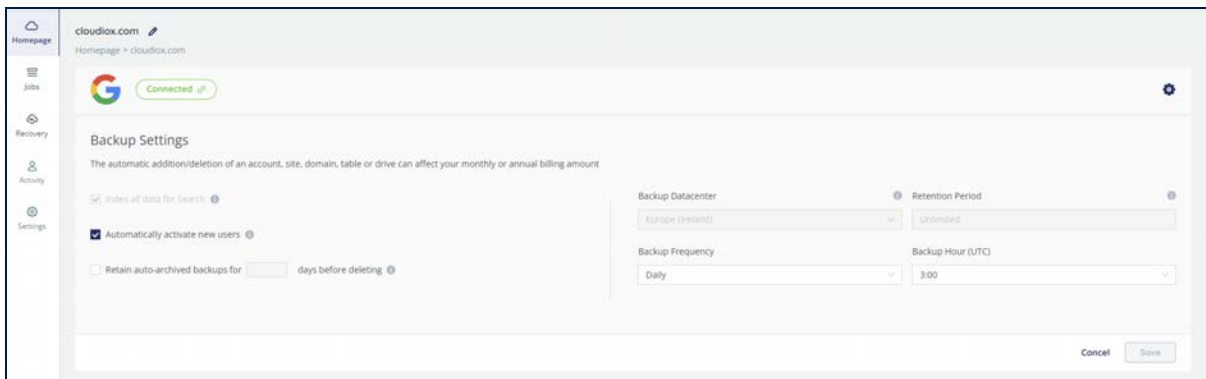 cloudiox.com
Homepage > cloudiox.com
Homepage
Jobs
Recovery
Activity
Settings
Connected
Backup Settings
The automatic addition/deletion of an account, site, domain, table or drive can affect your monthly or annual billing amount
Index all data for Search
Automatically activate new users
Retain auto-archived backups for days before deleting
Backup Datacenter
Retention Period
Europe (Ireland)
Unlimited
Backup Frequency
Backup Hour (UTC)
Daily
3:00
Cancel
Save